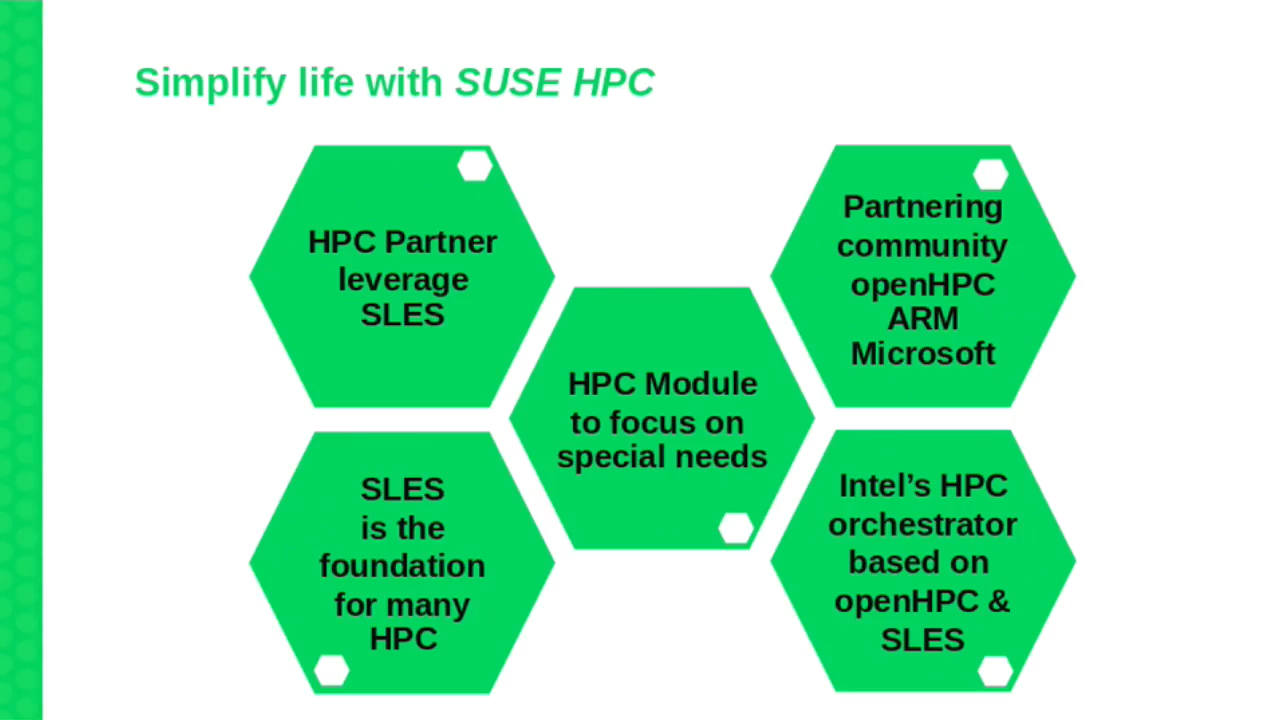 Simplify life with SUSE HPC
HPC Partner
leverage
SLES
Partnering
community
openHPC
ARM
Microsoft
HPC Module
to focus on
special needs
SLES
is the
foundation
for many
HPC
Intel’s HPC
orchestrator
based on
openHPC &
SLES